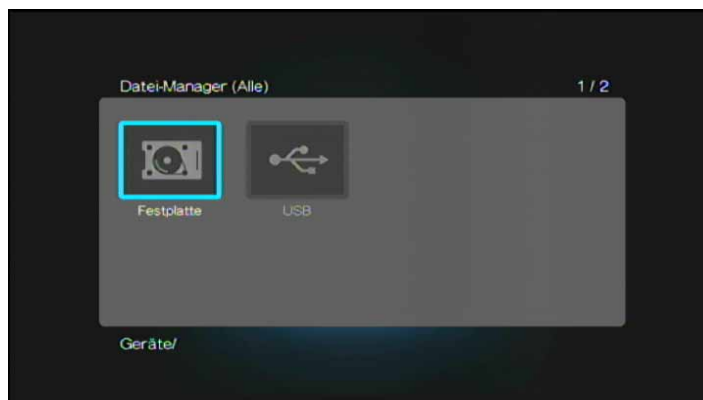 Datei-Manager (Alle) 1 / 2
Festplatte USB
Geräte/